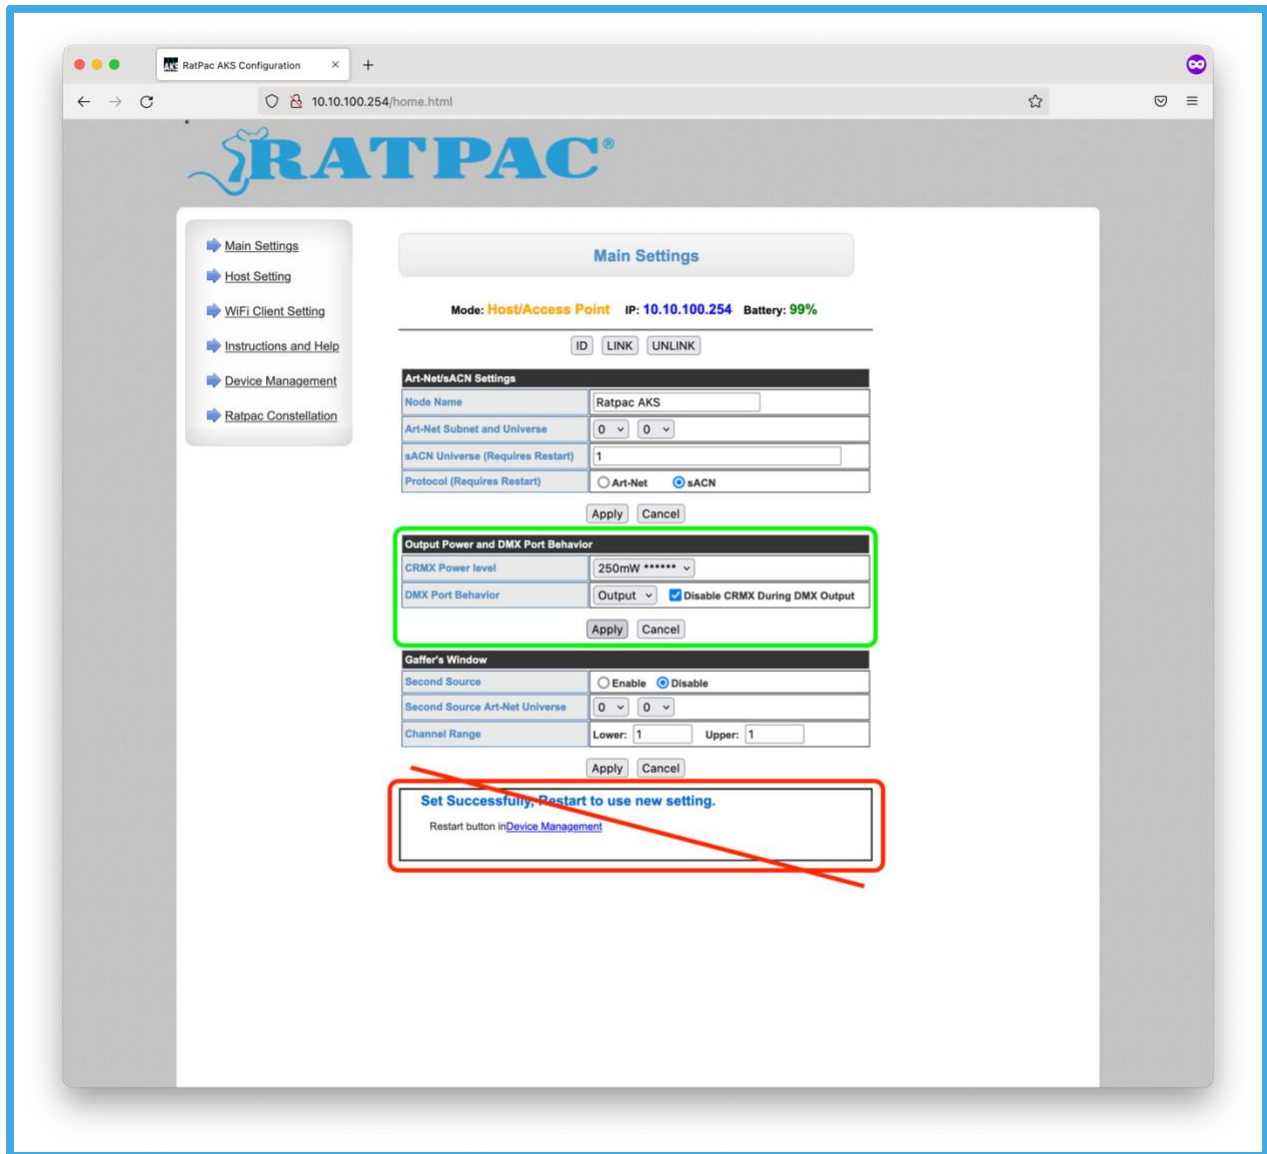 AKS RatPac AKS Configuration
10.10.100.254/home.html
RATPAC®
Main Settings
Host Setting
WiFi Client Setting
Instructions and Help
Device Management
Ratpac Constellation
Main Settings
Mode: Host/Access Point IP: 10.10.100.254 Battery: 99%
ID LINK UNLINK
Art-Net/sACN Settings
Node Name Ratpac AKS
Art-Net Subnet and Universe 0 0
sACN Universe (Requires Restart) 1
Protocol (Requires Restart) Art-Net sACN
Apply Cancel
Output Power and DMX Port Behavior
CRMX Power level 250mW ******
DMX Port Behavior Output Disable CRMX During DMX Output
Apply Cancel
Gaffer's Window
Second Source Enable Disable
Second Source Art-Net Universe 0 0
Channel Range Lower: 1 Upper: 1
Apply Cancel
Set Successfully, Restart to use new setting.
Restart button inDevice Management